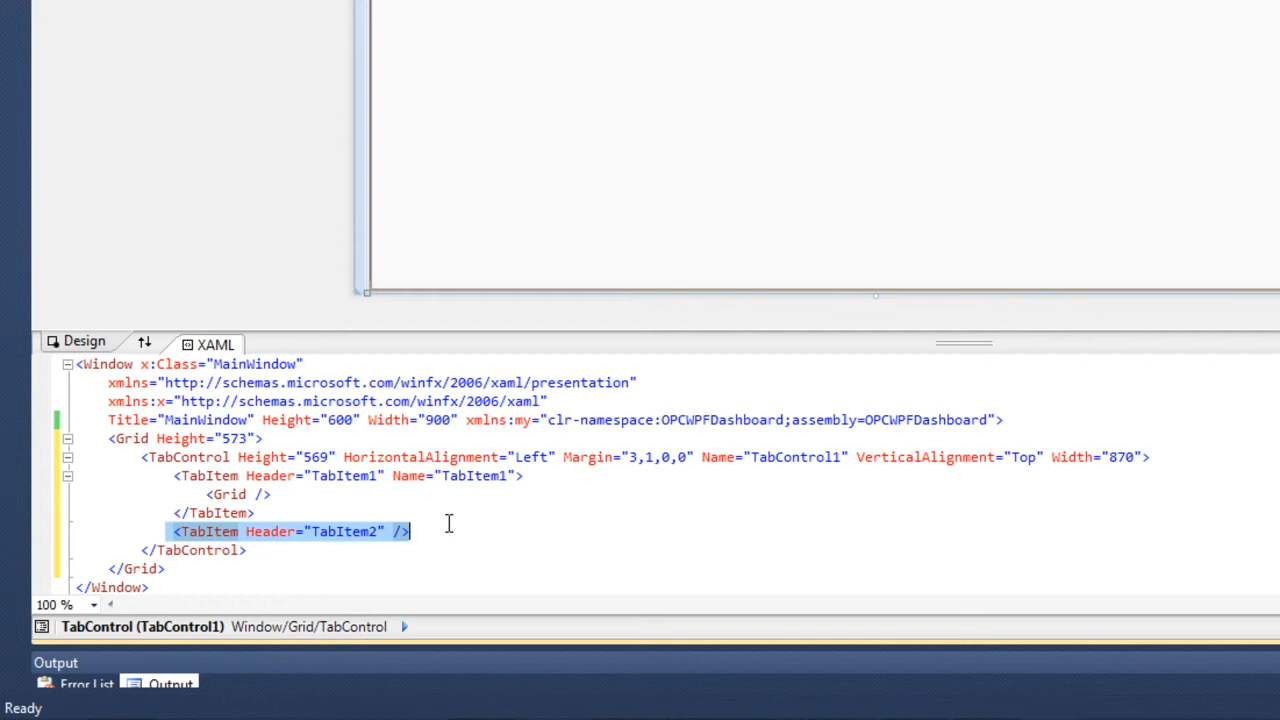 Design
XAML
<Window x:Class="MainWindow"
xmlns="http://schemas.microsoft.com/winfx/2006/xaml/presentation"
xmlns:x="http://schemas.microsoft.com/winfx/2006/xaml"
Title="MainWindow" Height="600" Width="900" xmlns:my="clr-namespace:OPCWPFDashboard;assembly=OPCWPFDashboard">
<Grid Height="573">
<TabControl Height="569" HorizontalAlignment="Left" Margin="3,1,0,0" Name="TabControl1" VerticalAlignment="Top" Width="870">
<TabItem Header="TabItem1" Name="TabItem1">
<Grid />
</TabItem>
<TabItem Header="TabItem2" />
</TabControl>
</Grid>
</Window>
100 %
TabControl (TabControl1) Window/Grid/TabControl
Output
Error List
Output
Ready